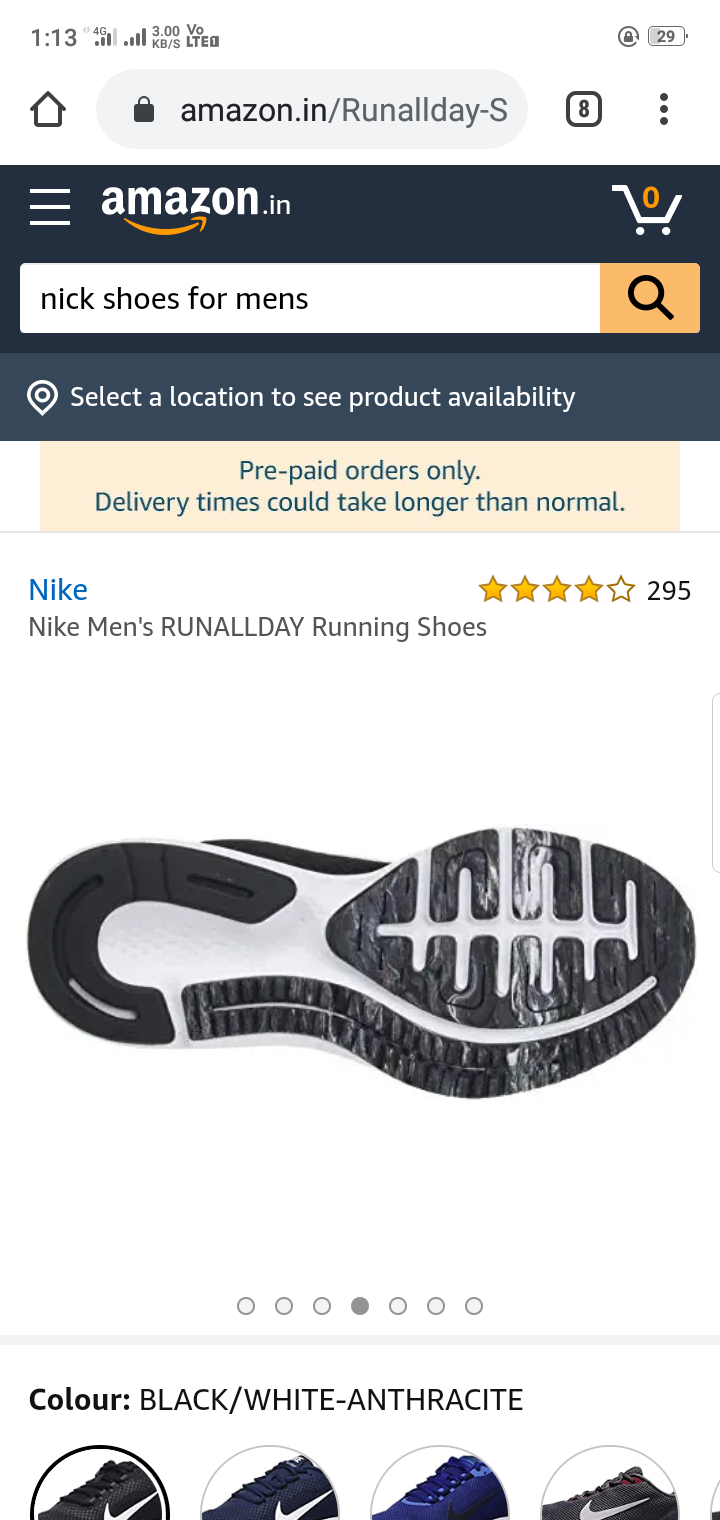 1:13 4G 3.00 KB/S Vo LTE 29
amazon.in/Runallday-S 8
amazon.in 0
nick shoes for mens
Select a location to see product availability
Pre-paid orders only.
Delivery times could take longer than normal.
Nike 295
Nike Men's RUNALLDAY Running Shoes
Colour: BLACK/WHITE-ANTHRACITE